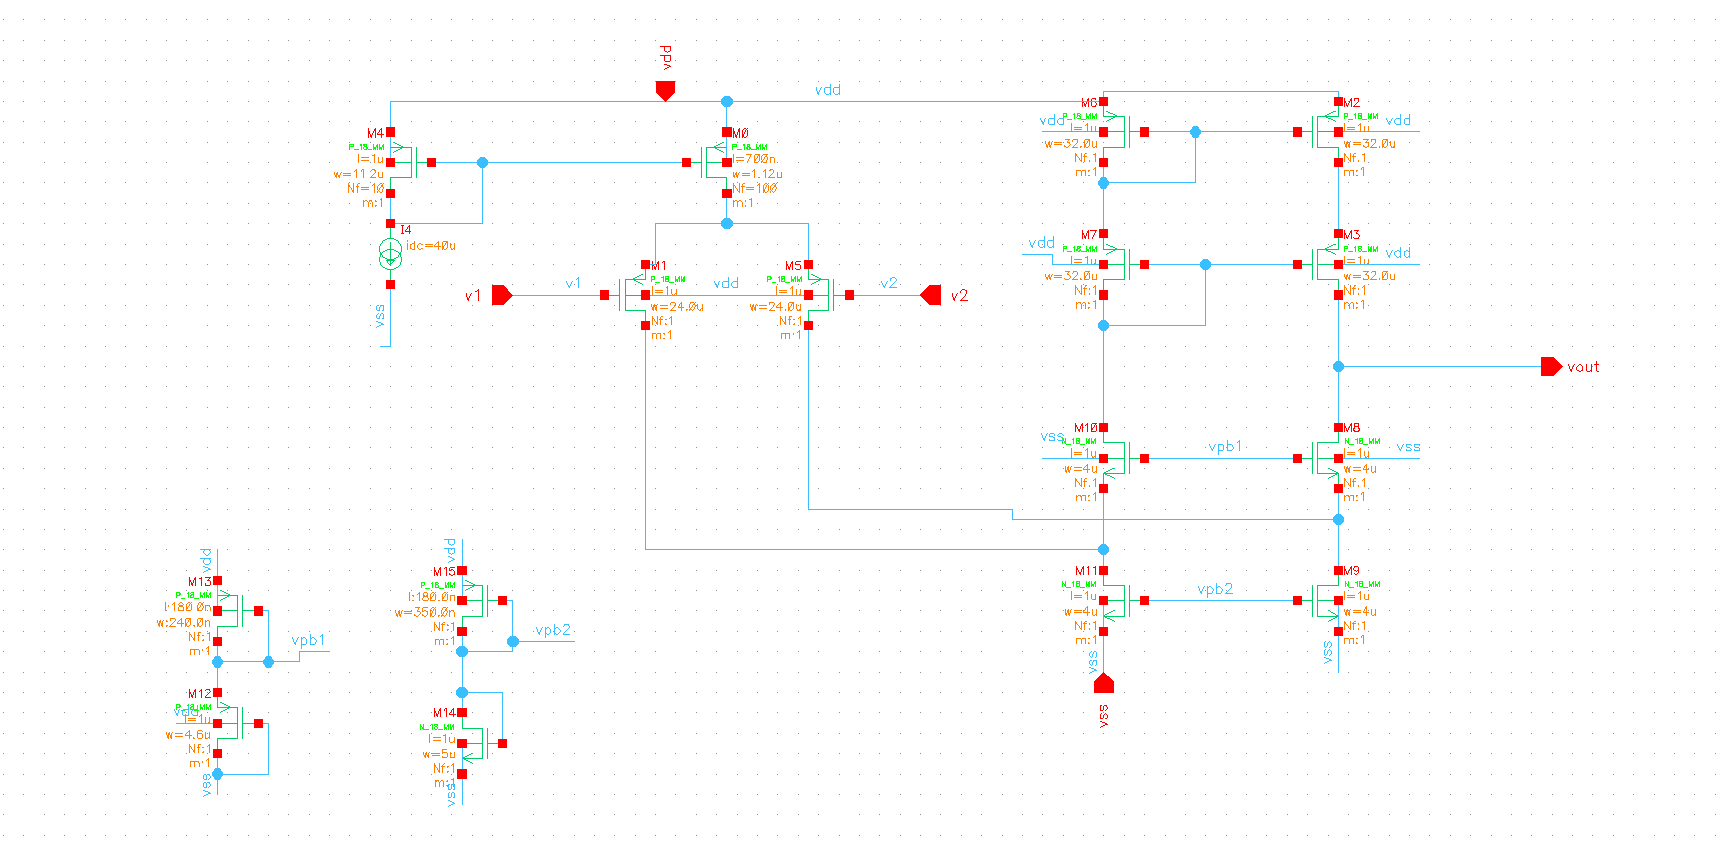 vdd
vdd
M4
P_18_MM
l=1u
w=11.2u
Nf=10
m:1
I4
idc=40u
vss
M0
P_18_MM
l=700n
w=1.12u
Nf=100
m:1
v1
v1
M1
P_18_MM
l=1u
w=24.0u
Nf:1
m:1
vdd
M5
P_18_MM
l=1u
w=24.0u
Nf:1
m:1
v2
v2
M6
vdd
P_18_MM
l=1u
w=32.0u
Nf:1
m:1
M2
P_18_MM
vdd
l=1u
w=32.0u
Nf:1
m:1
M7
vdd
P_18_MM
l=1u
w=32.0u
Nf:1
m:1
M3
P_18_MM
vdd
l=1u
w=32.0u
Nf:1
m:1
vout
M10
vss
N_18_MM
l=1u
w=4u
Nf:1
m:1
vpb1
M8
N_18_MM
vss
l=1u
w=4u
Nf:1
m:1
M11
N_18_MM
l=1u
w=4u
Nf:1
m:1
vss
vss
vpb2
M9
N_18_MM
l=1u
w=4u
Nf:1
m:1
vss
vdd
M13
P_18_MM
l:180.0n
w:240.0n
Nf:1
m:1
vpb1
M12
P_18_MM
vdd
l=1u
w=4.6u
Nf:1
m:1
vss
vdd
M15
P_18_MM
l:180.0n
w=350.0n
Nf:1
m:1
vpb2
M14
N_18_MM
l=1u
w=5u
Nf:1
m:1
vss